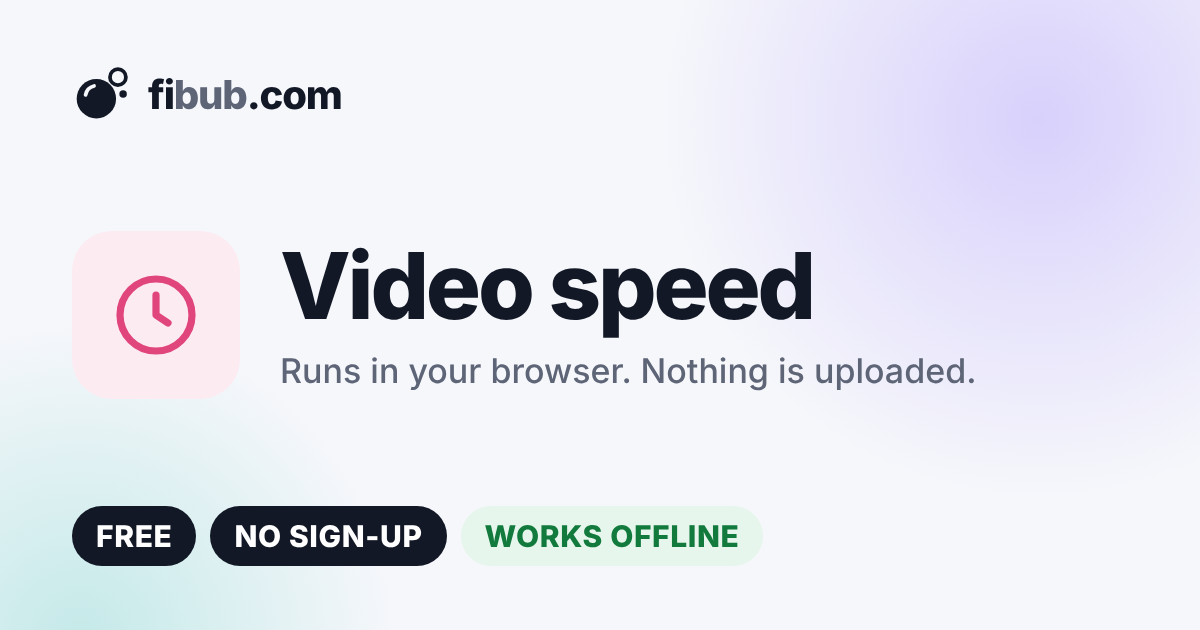 fibub.com
Video speed
Runs in your browser. Nothing is uploaded.
FREE NO SIGN-UP WORKS OFFLINE